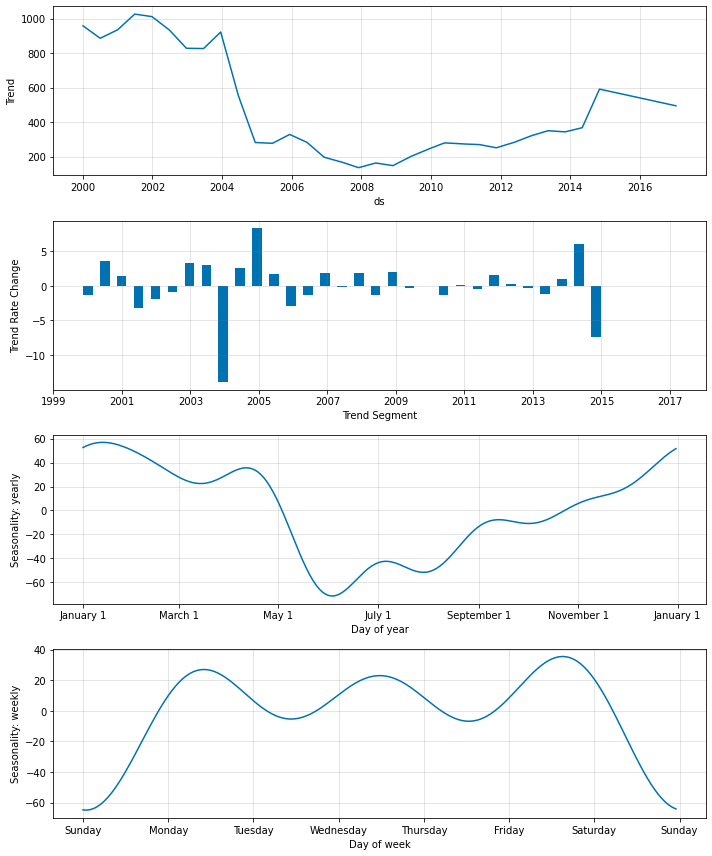 1000
800
600
400
200
Trend
2000 2002 2004 2006 2008 2010 2012 2014 2016
ds
5
0
−5
−10
Trend Rate Change
1999 2001 2003 2005 2007 2009 2011 2013 2015 2017
Trend Segment
60
40
20
0
−20
−40
−60
Seasonality: yearly
January 1 March 1 May 1 July 1 September 1 November 1 January 1
Day of year
40
20
0
−20
−40
−60
Seasonality: weekly
Sunday Monday Tuesday Wednesday Thursday Friday Saturday Sunday
Day of week